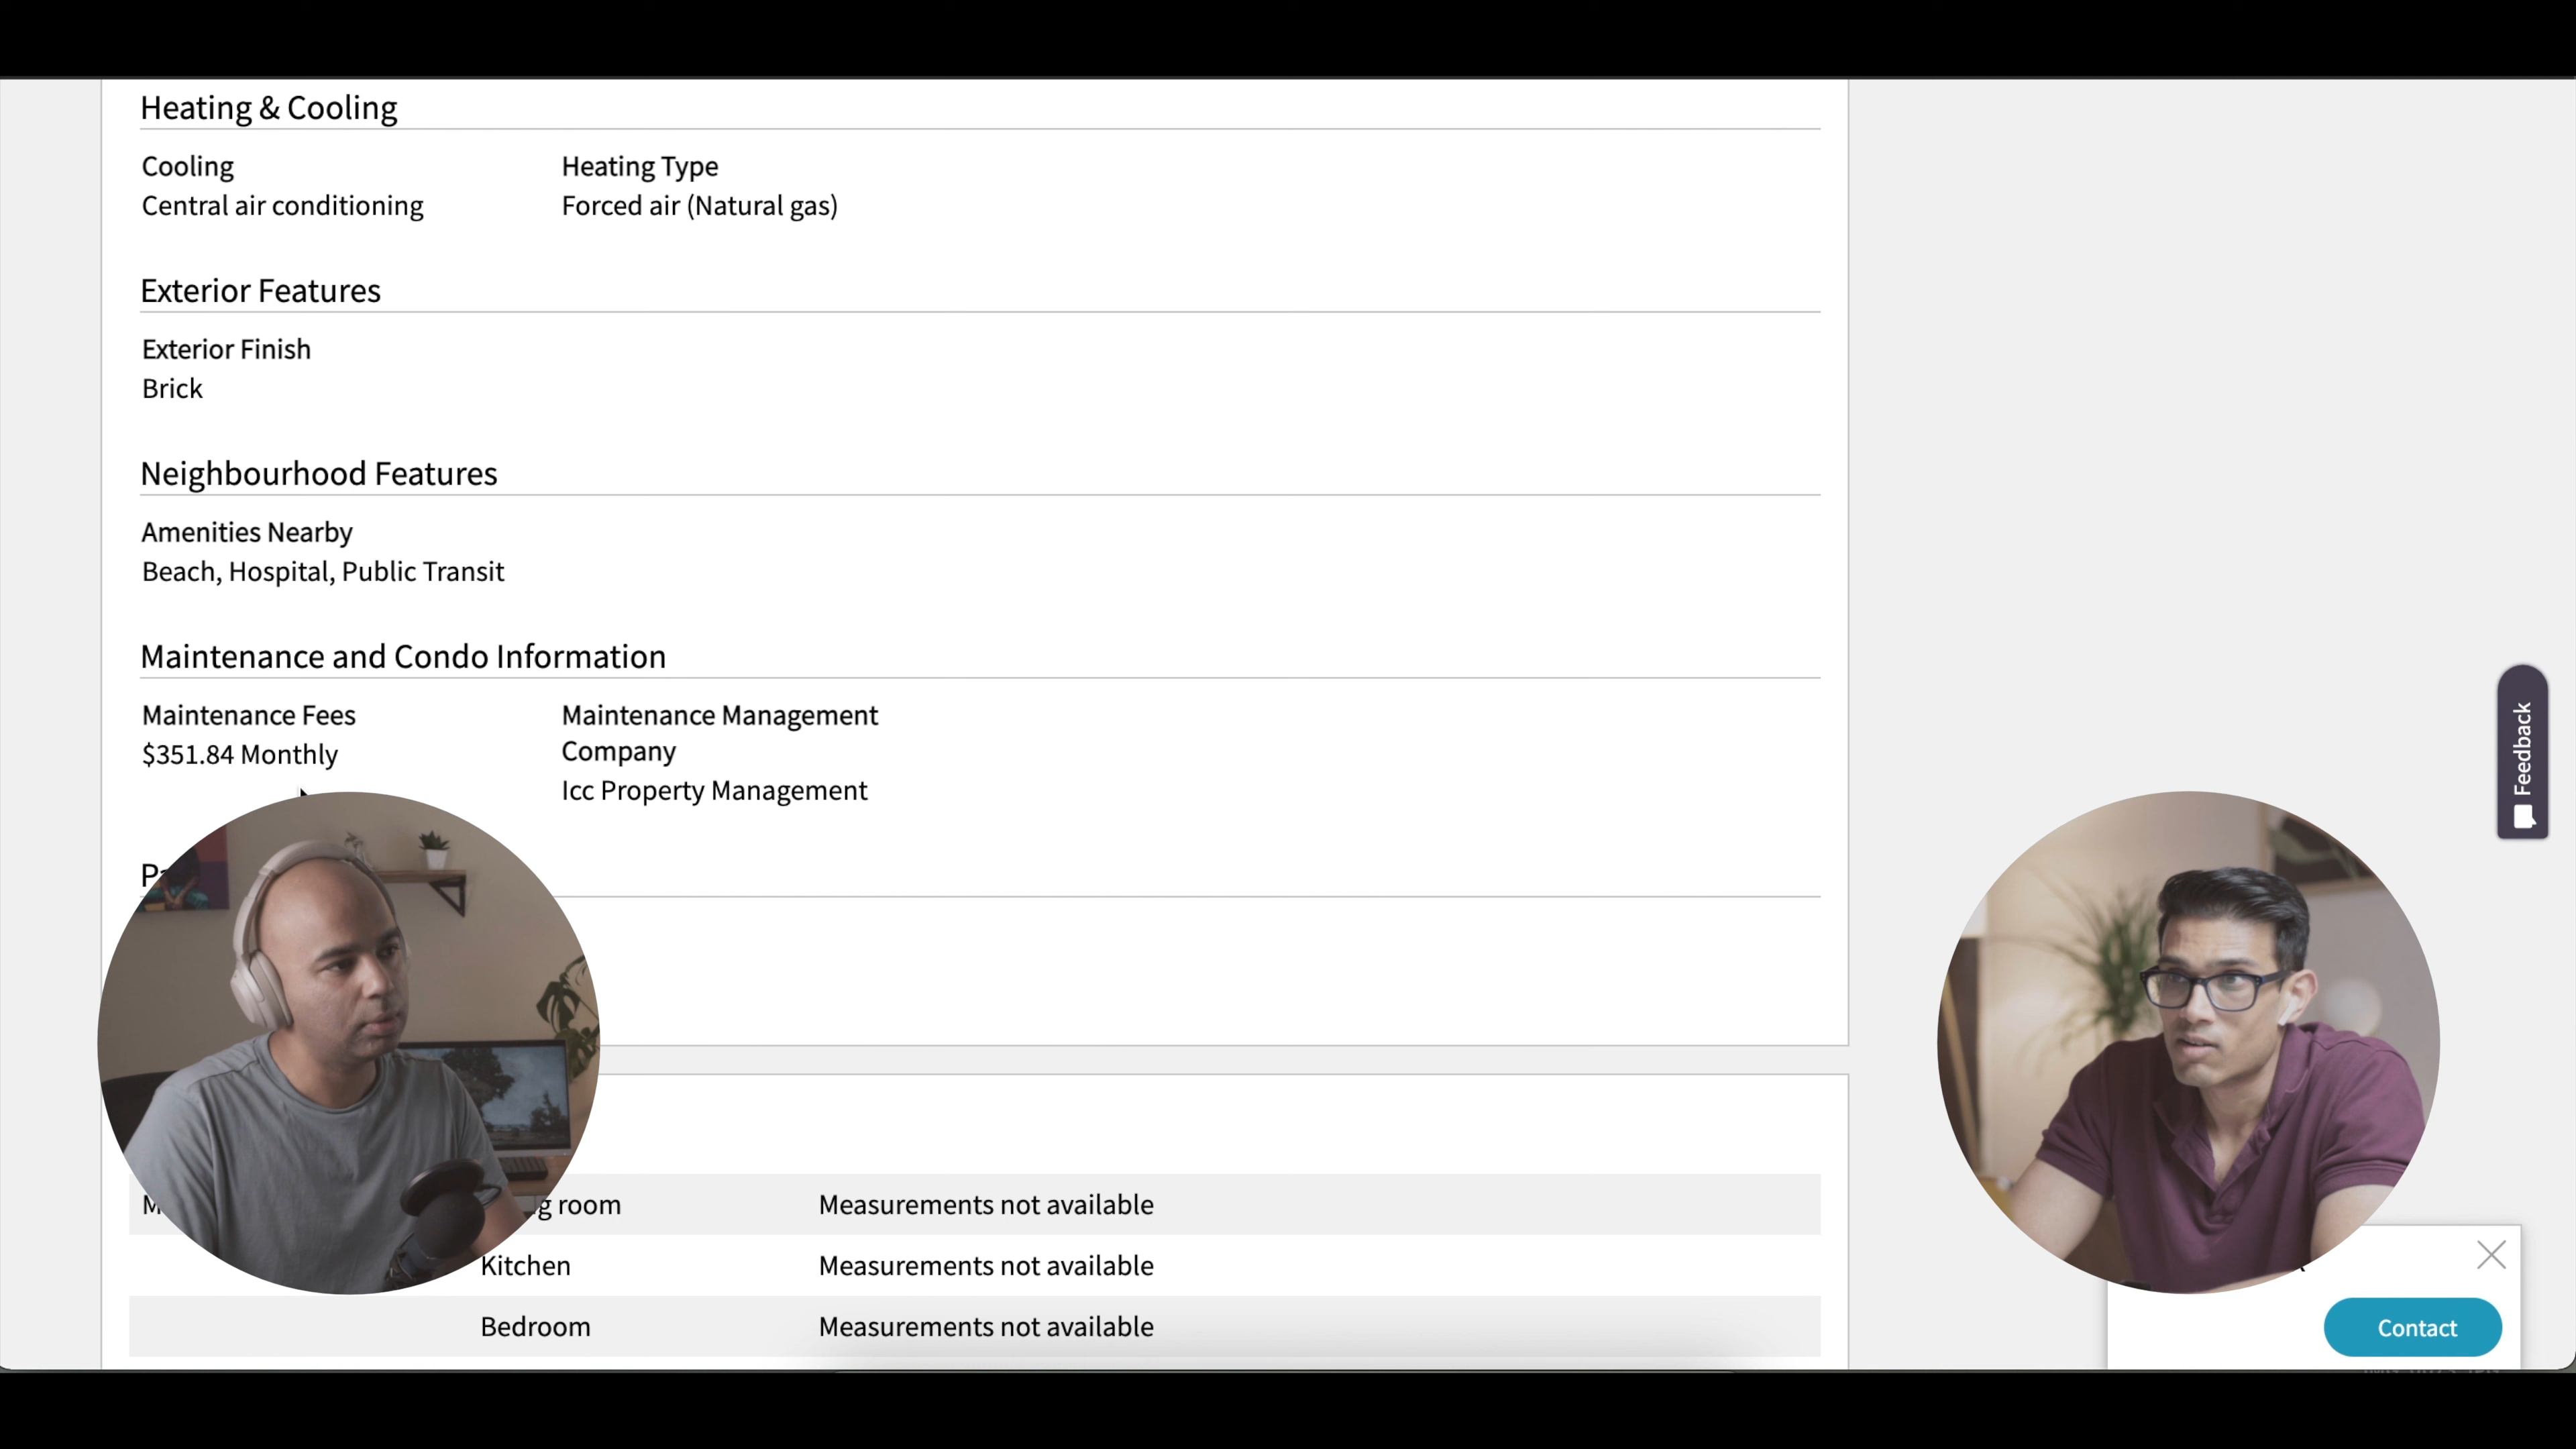 Heating & Cooling
Cooling
Heating Type
Central air conditioning
Forced air (Natural gas)
Exterior Features
Exterior Finish
Brick
Neighbourhood Features
Amenities Nearby
Beach, Hospital, Public Transit
Maintenance and Condo Information
Maintenance Fees
$351.84 Monthly
Maintenance Management
Company
Icc Property Management
Feedback
room
Measurements not available
Kitchen
Measurements not available
Bedroom
Measurements not available
Contact